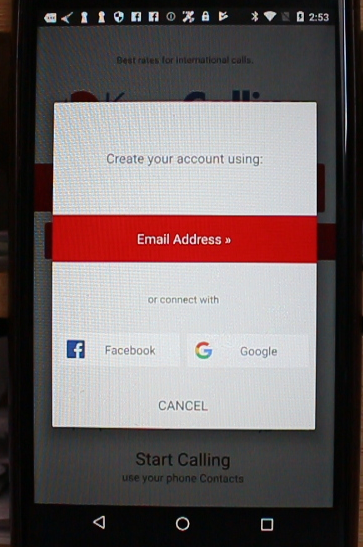 2:53
Best rates for international calls.
Create your account using:
Email Address »
or connect with
Facebook
Google
CANCEL
Start Calling
use your phone Contacts